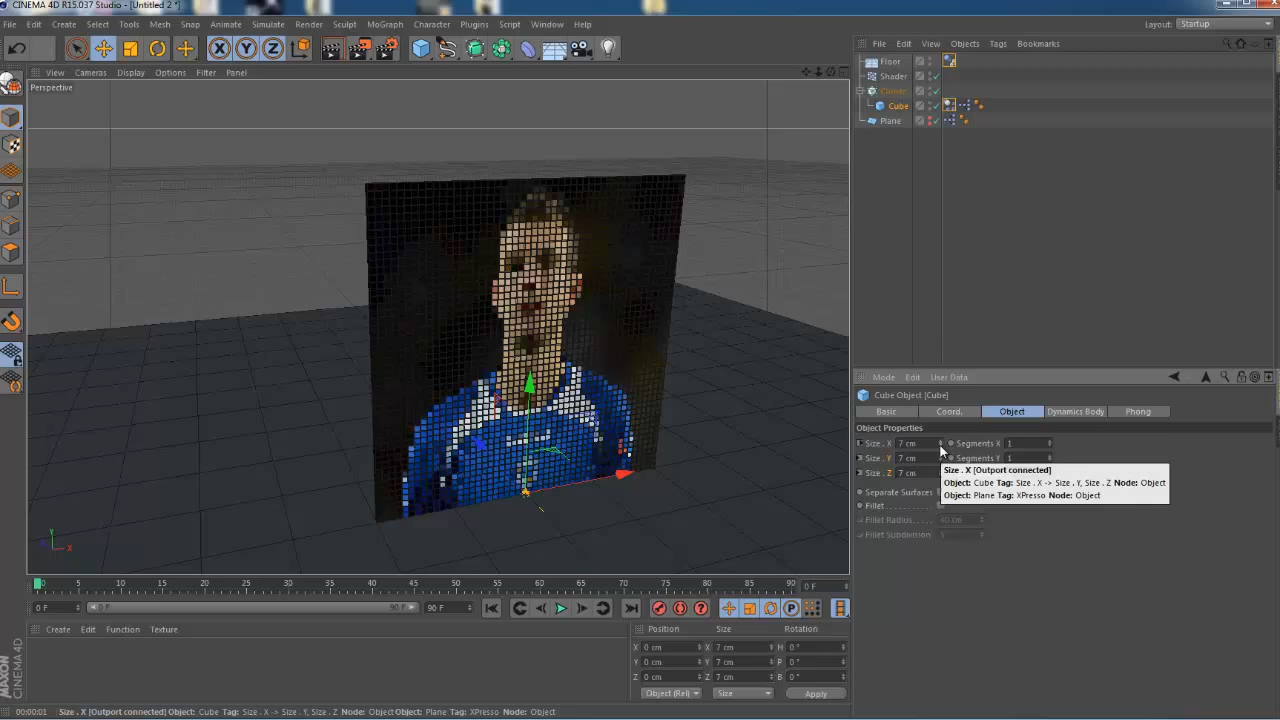 CINEMA 4D R15.037 Studio - [Untitled 2 *]
File Edit Create Select Tools Mesh Snap Animate Simulate Render Sculpt MoGraph Character Plugins Script Window Help
Layout: Startup
View Cameras Display Options Filter Panel
Perspective
File Edit View Objects Tags Bookmarks
Floor
Shader
Cloner
Cube
Plane
Mode Edit User Data
Cube Object [Cube]
Basic Coord. Object Dynamics Body Phong
Object Properties
Size . X 7 cm Segments X 1
Size . Y 7 cm Segments Y 1
Size . Z 7 cm
Size . X [Outport connected]
Object: Cube Tag: Size . X -> Size . Y, Size . Z Node: Object
Object: Plane Tag: XPresso Node: Object
Separate Surfaces
Fillet
Fillet Radius 40 cm
Fillet Subdivision 5
Y
X
0 5 10 15 20 25 30 35 40 45 50 55 60 65 70 75 80 85 90 0 F
0 F 0 F 90 F 90 F
Create Edit Function Texture
Position Size Rotation
X 0 cm X 7 cm H 0 °
Y 0 cm Y 7 cm P 0 °
Z 0 cm Z 7 cm B 0 °
Object (Rel) Size Apply
MAXON CINEMA 4D
00:00:01 Size . X [Outport connected] Object: Cube Tag: Size . X -> Size . Y, Size . Z Node: ObjectObject: Plane Tag: XPresso Node: Object